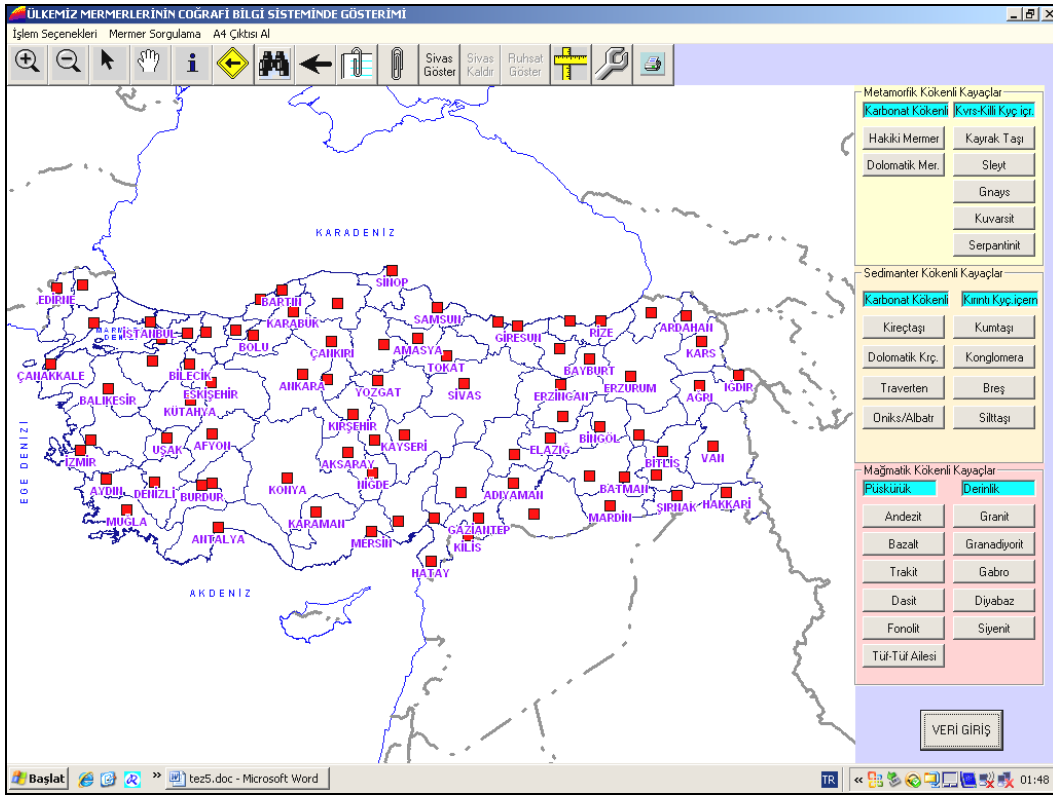 ÜLKEMİZ MERMERLERİNİN COĞRAFİ BİLGİ SİSTEMİNDE GÖSTERİMİ
İşlem Seçenekleri Mermer Sorgulama A4 Çıktısı Al
Sivas Göster
Sivas Kaldır
Ruhsat Göster
KARADENİZ
SİNOP
EDİRNE
BARTIN
İSTANBUL
KARABÜK
SAMSUN
GİRESUN
RİZE
ARDAHAN
BOLU
ÇANKIRI
AMASYA
TOKAT
BAYBURT
KARS
ÇANAKKALE
BİLECİK
ESKİŞEHİR
ANKARA
YOZGAT
SİVAS
ERZİNCAN
ERZURUM
AĞRI
IĞDIR
BALIKESİR
KÜTAHYA
KIRŞEHİR
EGE DENİZİ
İZMİR
UŞAK
AFYON
AKSARAY
KAYSERİ
ELAZIĞ
BİNGÖL
BİTLİS
VAN
AYDIN
DENİZLİ
BURDUR
KONYA
NİĞDE
ADIYAMAN
BATMAN
MARDİN
ŞIRNAK
HAKKARİ
MUĞLA
ANTALYA
KARAMAN
MERSİN
GAZİANTEP
KİLİS
HATAY
AKDENİZ
Metamorfik Kökenli Kayaçlar
Karbonat Kökenli Kvrs-Killi Kyç içr.
Hakiki Mermer Kayrak Taşı
Dolomatik Mer. Sleyt
Gnays
Kuvarsit
Serpantinit
Sedimanter Kökenli Kayaçlar
Karbonat Kökenli Kırıntı Kyç.içern
Kireçtaşı Kumtaşı
Dolomatik Krç. Konglomera
Traverten Breş
Oniks/Albatr Silttaşı
Mağmatik Kökenli Kayaçlar
Püskürük Derinlik
Andezit Granit
Bazalt Granadiyorit
Trakit Gabro
Dasit Diyabaz
Fonolit Siyenit
Tüf-Tüf Ailesi
VERİ GİRİŞ
Başlat » tez5.doc - Microsoft Word TR « 01:48